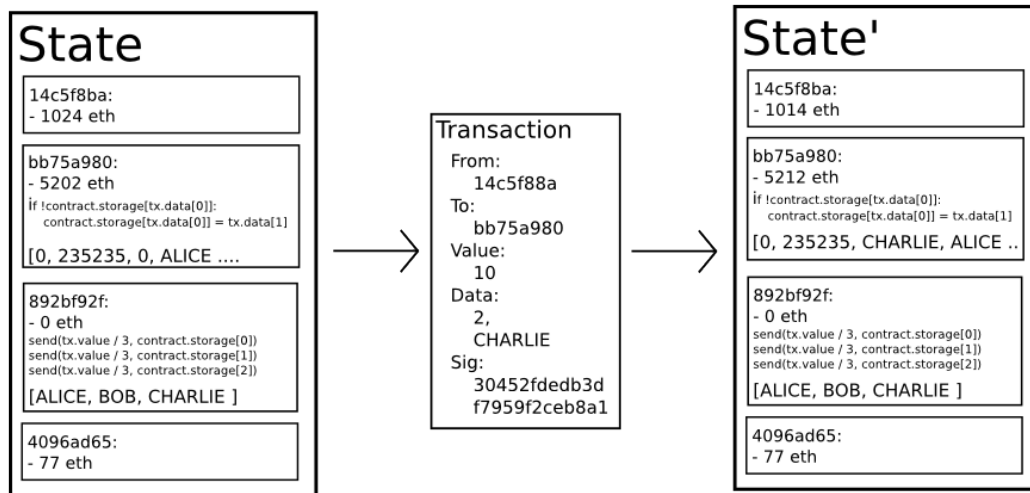 State
14c5f8ba:
- 1024 eth
bb75a980:
- 5202 eth
if !contract.storage[tx.data[0]]:
contract.storage[tx.data[0]] = tx.data[1]
[0, 235235, 0, ALICE ....
892bf92f:
- 0 eth
send(tx.value / 3, contract.storage[0])
send(tx.value / 3, contract.storage[1])
send(tx.value / 3, contract.storage[2])
[ALICE, BOB, CHARLIE ]
4096ad65:
- 77 eth
Transaction
From:
14c5f88a
To:
bb75a980
Value:
10
Data:
2,
CHARLIE
Sig:
30452fdedb3d
f7959f2ceb8a1
State'
14c5f8ba:
- 1014 eth
bb75a980:
- 5212 eth
if !contract.storage[tx.data[0]]:
contract.storage[tx.data[0]] = tx.data[1]
[0, 235235, CHARLIE, ALICE ..
892bf92f:
- 0 eth
send(tx.value / 3, contract.storage[0])
send(tx.value / 3, contract.storage[1])
send(tx.value / 3, contract.storage[2])
[ALICE, BOB, CHARLIE ]
4096ad65:
- 77 eth